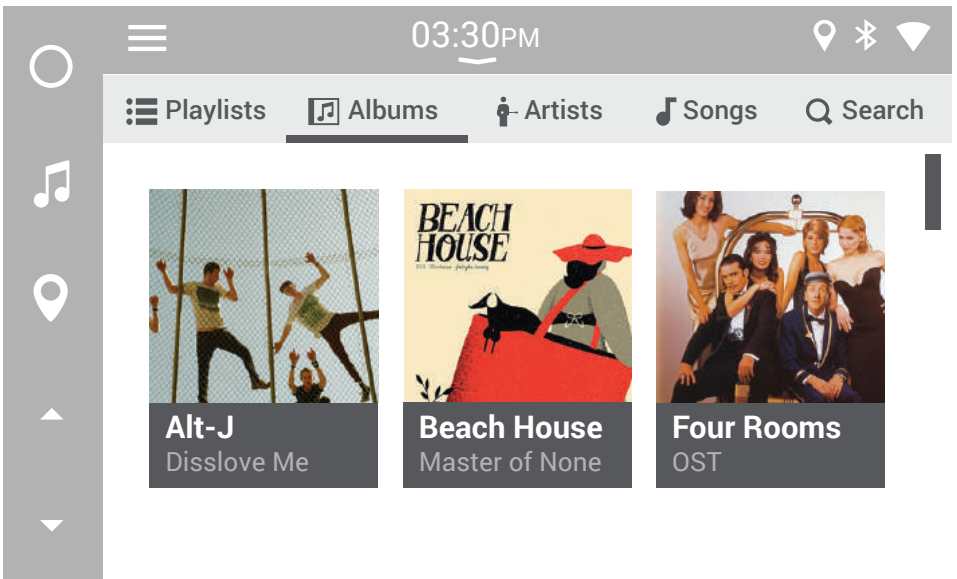 03:30PM
Playlists
Albums
Artists
Songs
Search
BEACH
HOUSE
Alt-J
Disslove Me
Beach House
Master of None
Four Rooms
OST